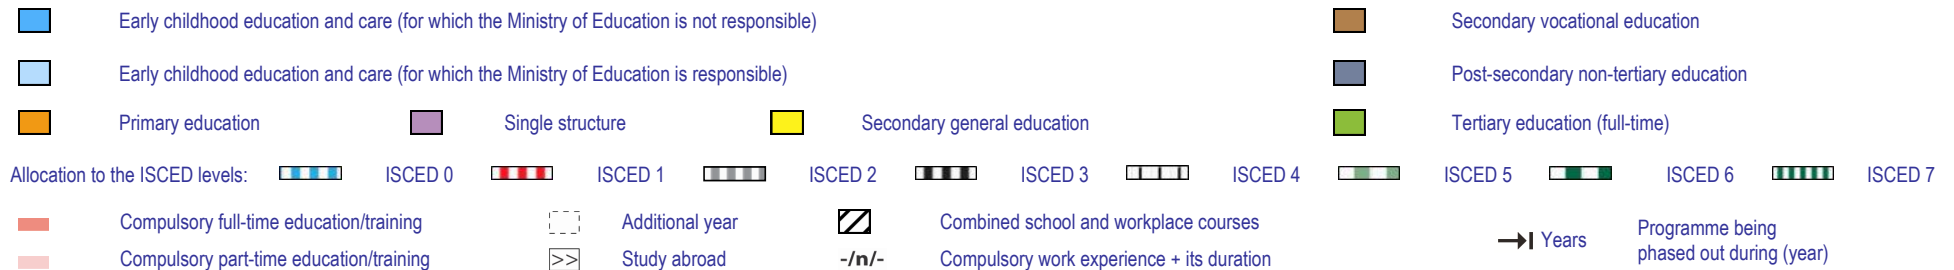 Early childhood education and care (for which the Ministry of Education is not responsible) Secondary vocational education
Early childhood education and care (for which the Ministry of Education is responsible) Post-secondary non-tertiary education
Primary education Single structure Secondary general education Tertiary education (full-time)
Allocation to the ISCED levels: ISCED 0 ISCED 1 ISCED 2 ISCED 3 ISCED 4 ISCED 5 ISCED 6 ISCED 7
Compulsory full-time education/training Additional year Combined school and workplace courses Years Programme being
phased out during (year)
Compulsory part-time education/training >> Study abroad -/n/- Compulsory work experience + its duration